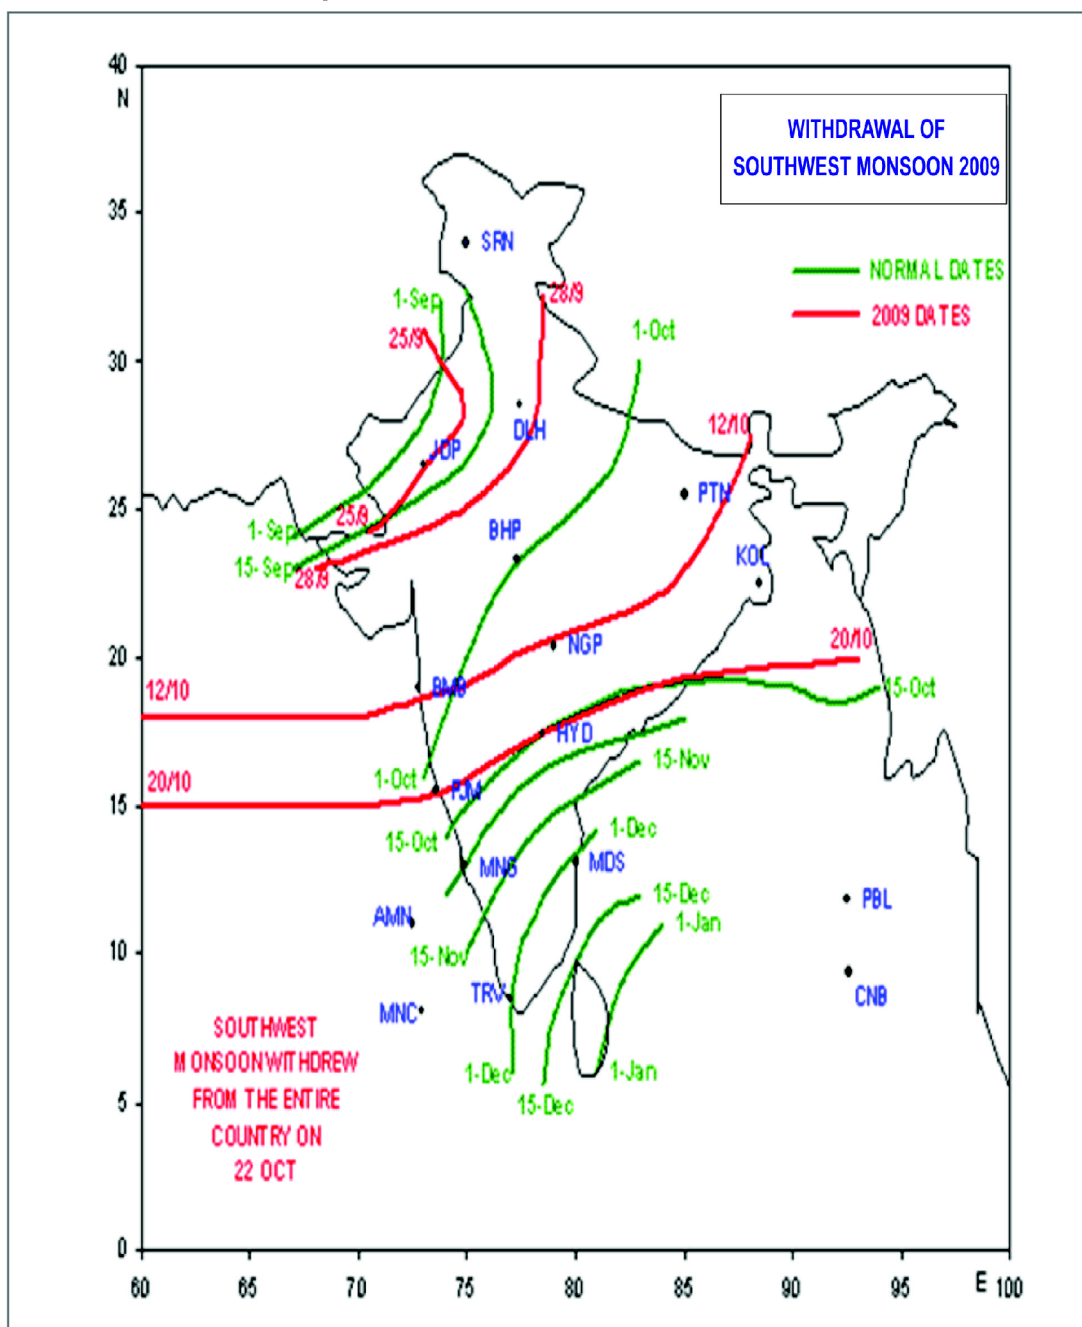 40
N
WITHDRAWAL OF
SOUTHWEST MONSOON 2009
35
SRN
NORMAL DATES
2009 DATES
1-Sep
28/9
25/9
1-Oct
30
12/10
DLH
JDP
PTN
25
25/9
1-Sep
BHP
KOL
15-Sep
28/9
20
NGP
20/10
12/10
BMB
15-Oct
HYD
20/10
1-Oct
PJM
15-Nov
15
15-Oct
1-Dec
MNG
MDS
15-Dec
PBL
AMN
1-Jan
10
15-Nov
TRV
CNB
MNC
SOUTHWEST
MONSOON WITHDREW
FROM THE ENTIRE
COUNTRY ON
22 OCT
1-Dec
1-Jan
15-Dec
5
0
60
65
70
75
80
85
90
95
E
100